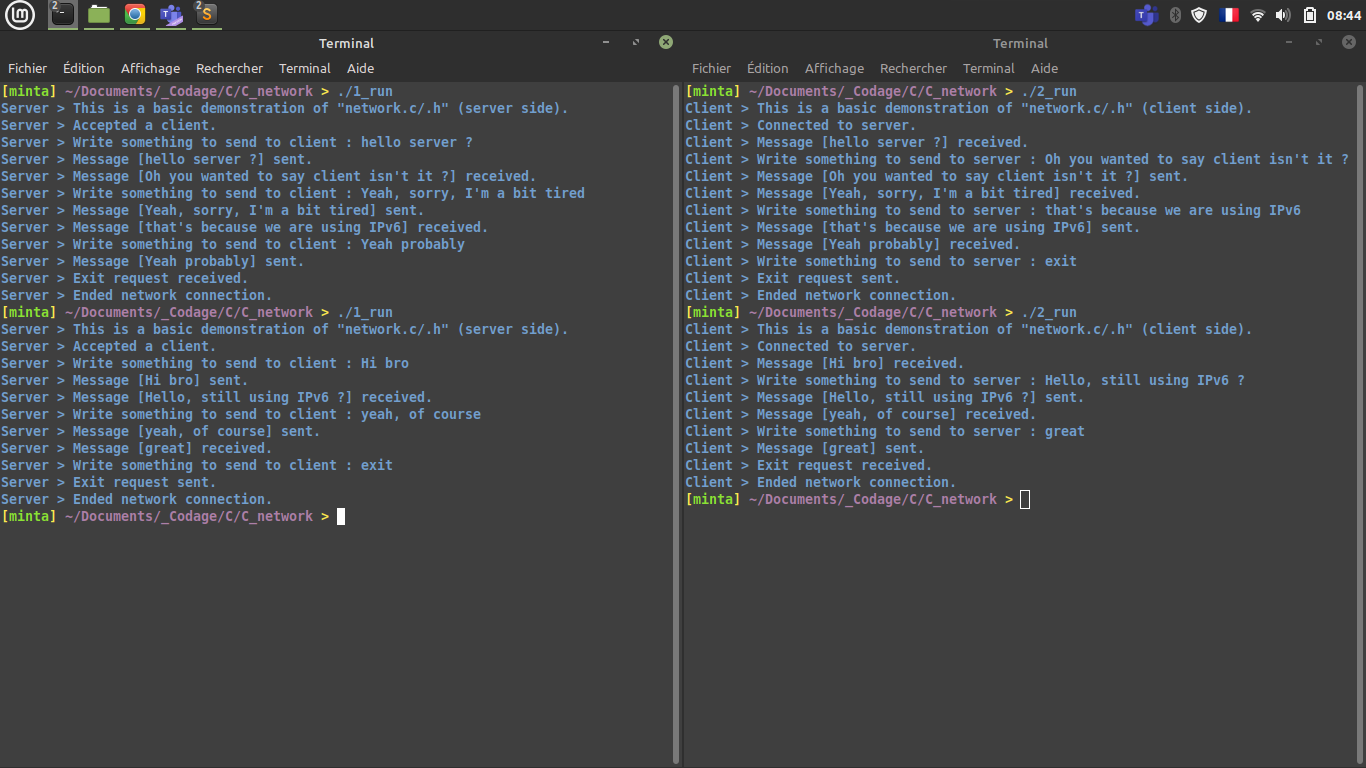 2 2 S 08:44
Terminal
Fichier Édition Affichage Rechercher Terminal Aide
[minta] ~/Documents/_Codage/C/C_network > ./1_run
Server > This is a basic demonstration of "network.c/.h" (server side).
Server > Accepted a client.
Server > Write something to send to client : hello server ?
Server > Message [hello server ?] sent.
Server > Message [Oh you wanted to say client isn't it ?] received.
Server > Write something to send to client : Yeah, sorry, I'm a bit tired
Server > Message [Yeah, sorry, I'm a bit tired] sent.
Server > Message [that's because we are using IPv6] received.
Server > Write something to send to client : Yeah probably
Server > Message [Yeah probably] sent.
Server > Exit request received.
Server > Ended network connection.
[minta] ~/Documents/_Codage/C/C_network > ./1_run
Server > This is a basic demonstration of "network.c/.h" (server side).
Server > Accepted a client.
Server > Write something to send to client : Hi bro
Server > Message [Hi bro] sent.
Server > Message [Hello, still using IPv6 ?] received.
Server > Write something to send to client : yeah, of course
Server > Message [yeah, of course] sent.
Server > Message [great] received.
Server > Write something to send to client : exit
Server > Exit request sent.
Server > Ended network connection.
[minta] ~/Documents/_Codage/C/C_network >
Terminal
Fichier Édition Affichage Rechercher Terminal Aide
[minta] ~/Documents/_Codage/C/C_network > ./2_run
Client > This is a basic demonstration of "network.c/.h" (client side).
Client > Connected to server.
Client > Message [hello server ?] received.
Client > Write something to send to server : Oh you wanted to say client isn't it ?
Client > Message [Oh you wanted to say client isn't it ?] sent.
Client > Message [Yeah, sorry, I'm a bit tired] received.
Client > Write something to send to server : that's because we are using IPv6
Client > Message [that's because we are using IPv6] sent.
Client > Message [Yeah probably] received.
Client > Write something to send to server : exit
Client > Exit request sent.
Client > Ended network connection.
[minta] ~/Documents/_Codage/C/C_network > ./2_run
Client > This is a basic demonstration of "network.c/.h" (client side).
Client > Connected to server.
Client > Message [Hi bro] received.
Client > Write something to send to server : Hello, still using IPv6 ?
Client > Message [Hello, still using IPv6 ?] sent.
Client > Message [yeah, of course] received.
Client > Write something to send to server : great
Client > Message [great] sent.
Client > Exit request received.
Client > Ended network connection.
[minta] ~/Documents/_Codage/C/C_network >